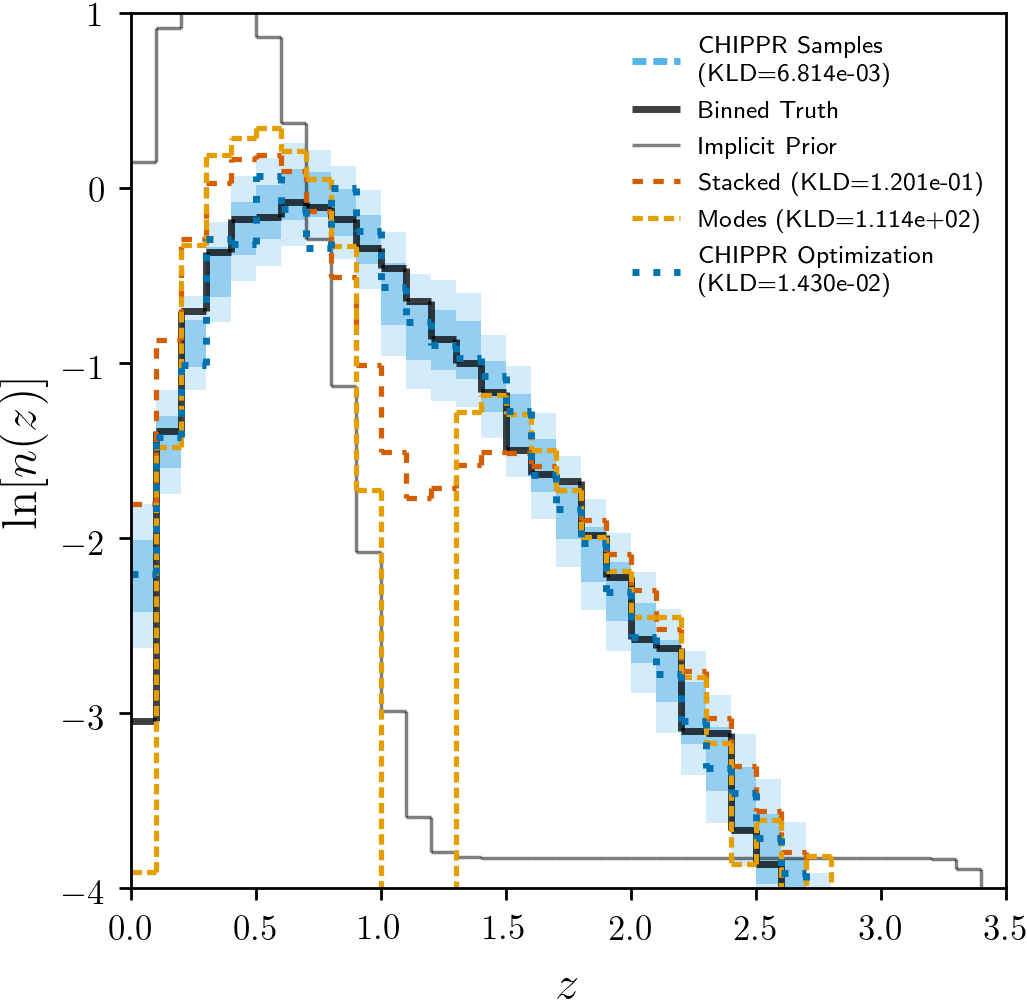 1
0
−1
−2
−3
−4
ln[n(z)]
CHIPPR Samples
(KLD=6.814e-03)
Binned Truth
Implicit Prior
Stacked (KLD=1.201e-01)
Modes (KLD=1.114e+02)
CHIPPR Optimization
(KLD=1.430e-02)
0.0 0.5 1.0 1.5 2.0 2.5 3.0 3.5
z